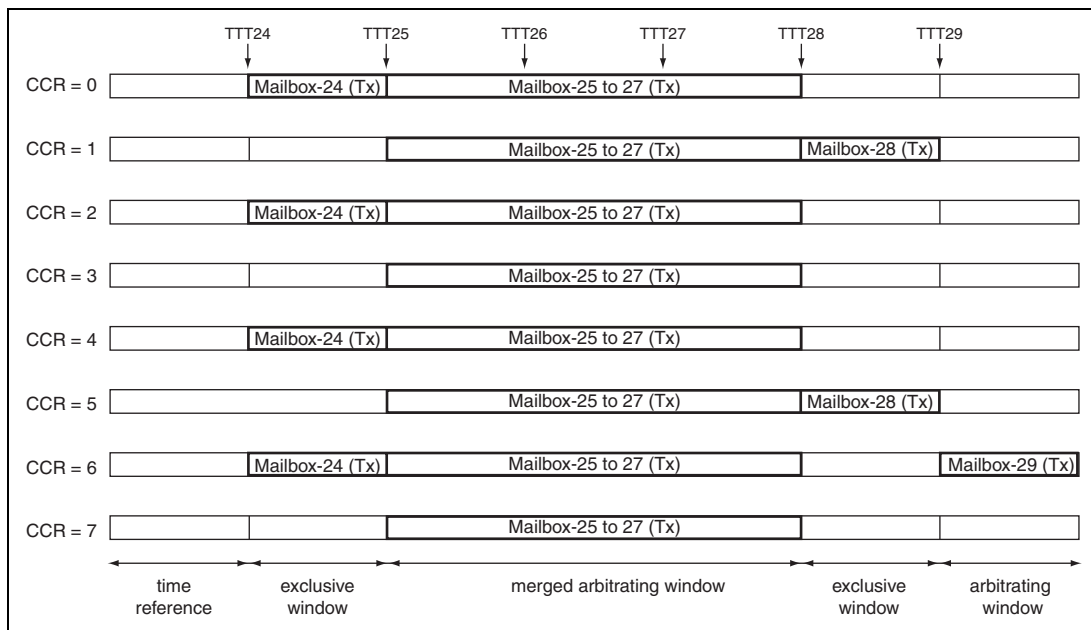 TTT24 TTT25 TTT26 TTT27 TTT28 TTT29
CCR = 0 Mailbox-24 (Tx) Mailbox-25 to 27 (Tx)
CCR = 1 Mailbox-25 to 27 (Tx) Mailbox-28 (Tx)
CCR = 2 Mailbox-24 (Tx) Mailbox-25 to 27 (Tx)
CCR = 3 Mailbox-25 to 27 (Tx)
CCR = 4 Mailbox-24 (Tx) Mailbox-25 to 27 (Tx)
CCR = 5 Mailbox-25 to 27 (Tx) Mailbox-28 (Tx)
CCR = 6 Mailbox-24 (Tx) Mailbox-25 to 27 (Tx) Mailbox-29 (Tx)
CCR = 7 Mailbox-25 to 27 (Tx)
time exclusive merged arbitrating window exclusive arbitrating
reference window window window